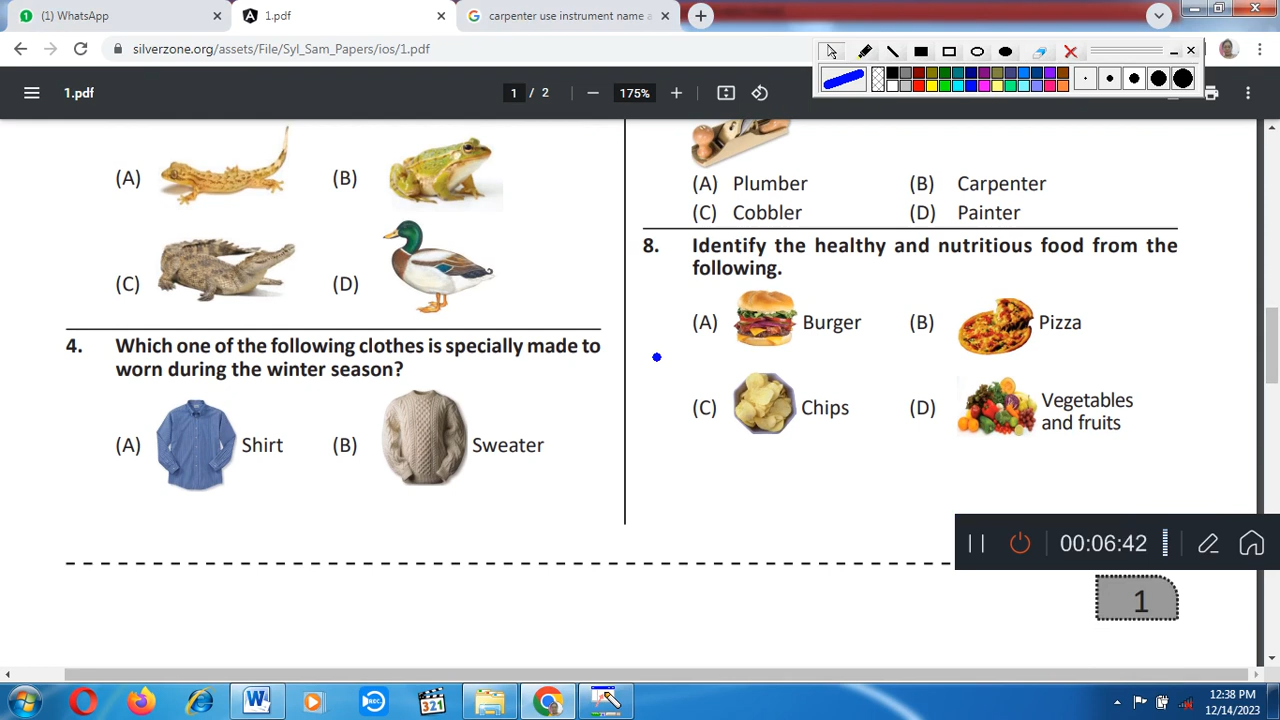 (1) WhatsApp
1.pdf
carpenter use instrument name a
silverzone.org/assets/File/Syl_Sam_Papers/ios/1.pdf
1.pdf
1 / 2
175%
(A)
(B)
(C)
(D)
4. Which one of the following clothes is specially made to
worn during the winter season?
(A) Shirt
(B) Sweater
(A) Plumber
(B) Carpenter
(C) Cobbler
(D) Painter
8. Identify the healthy and nutritious food from the
following.
(A) Burger
(B) Pizza
(C) Chips
(D) Vegetables
and fruits
00:06:42
1
REC
321
12:38 PM
12/14/2023